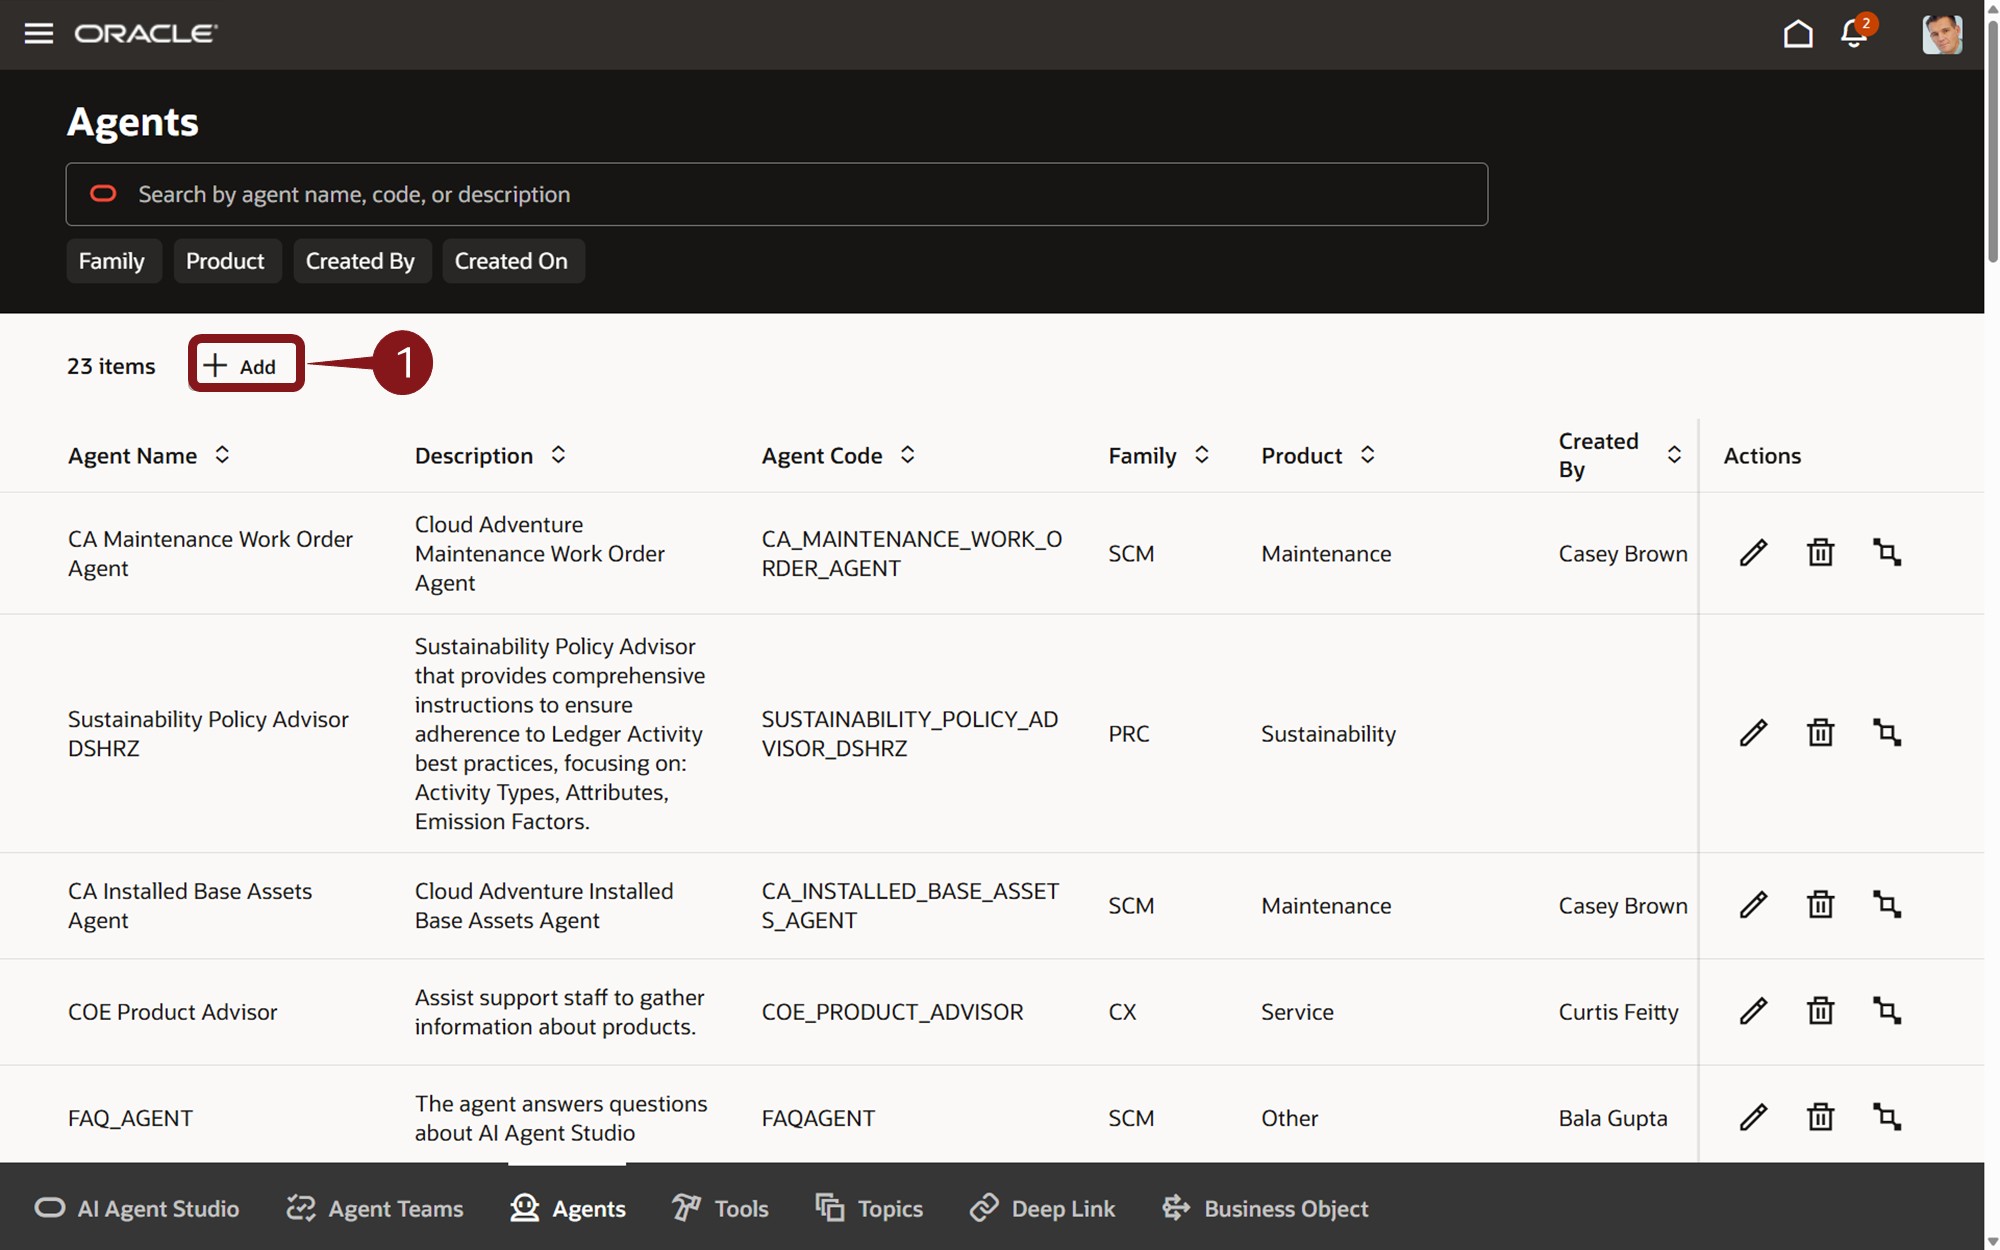 ORACLE
2
Agents
Search by agent name, code, or description
Family Product Created By Created On
23 items + Add 1
Agent Name Description Agent Code Family Product Created By Actions
CA Maintenance Work Order
Agent
Cloud Adventure
Maintenance Work Order
Agent
CA_MAINTENANCE_WORK_O
RDER_AGENT
SCM
Maintenance
Casey Brown
Sustainability Policy Advisor
DSHRZ
Sustainability Policy Advisor
that provides comprehensive
instructions to ensure
adherence to Ledger Activity
best practices, focusing on:
Activity Types, Attributes,
Emission Factors.
SUSTAINABILITY_POLICY_AD
VISOR_DSHRZ
PRC
Sustainability
CA Installed Base Assets
Agent
Cloud Adventure Installed
Base Assets Agent
CA_INSTALLED_BASE_ASSET
S_AGENT
SCM
Maintenance
Casey Brown
COE Product Advisor
Assist support staff to gather
information about products.
COE_PRODUCT_ADVISOR
CX
Service
Curtis Feitty
FAQ_AGENT
The agent answers questions
about AI Agent Studio
FAQAGENT
SCM
Other
Bala Gupta
AI Agent Studio Agent Teams Agents Tools Topics Deep Link Business Object